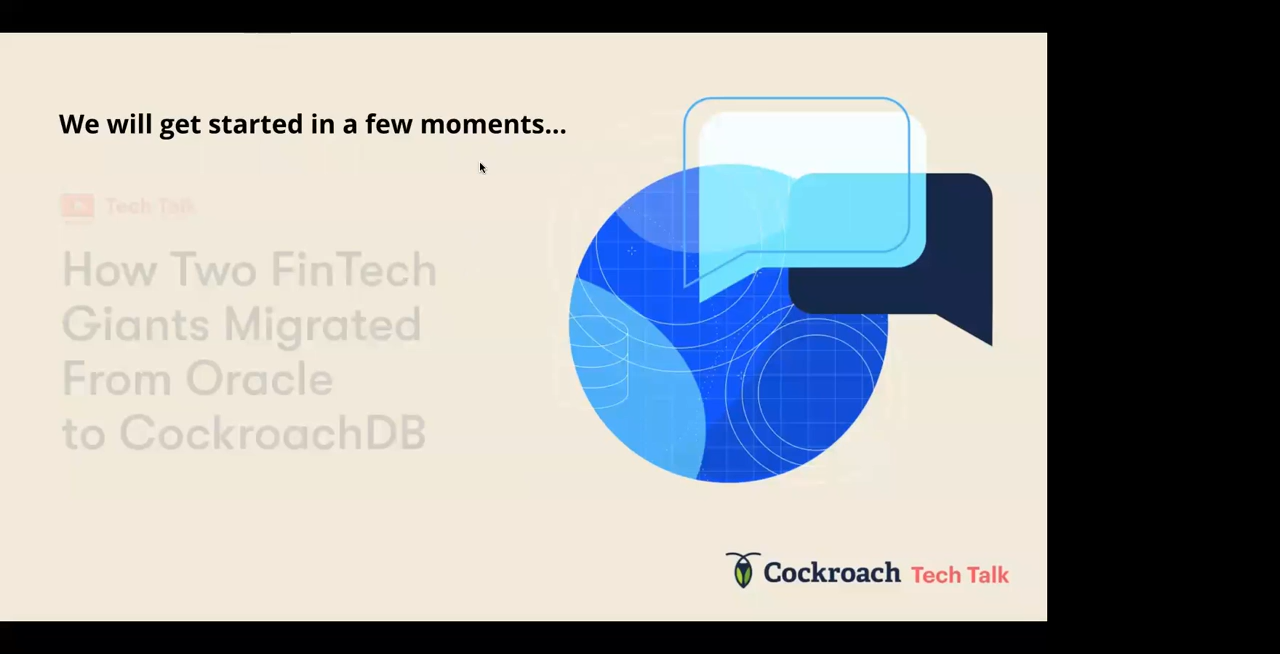 We will get started in a few moments...
Tech Talk
How Two FinTech
Giants Migrated
From Oracle
to CockroachDB
Cockroach Tech Talk